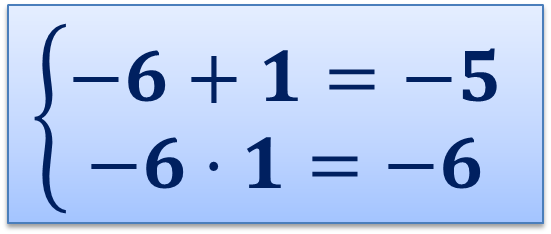 −6 + 1 = −5
−6 · 1 = −6